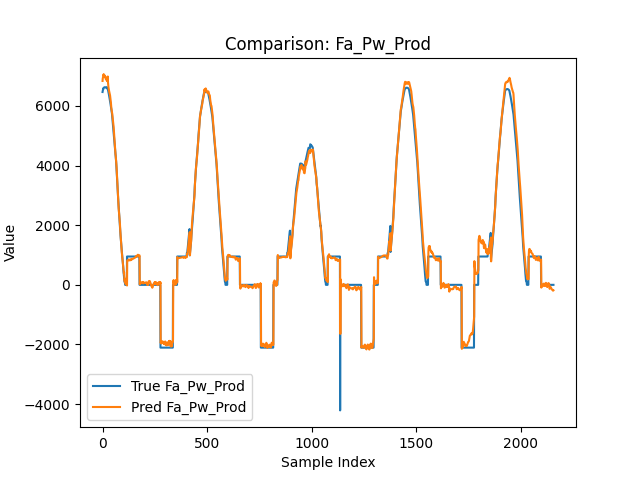 Comparison: Fa_Pw_Prod
Value
6000
4000
2000
0
−2000
−4000
True Fa_Pw_Prod
Pred Fa_Pw_Prod
0 500 1000 1500 2000
Sample Index